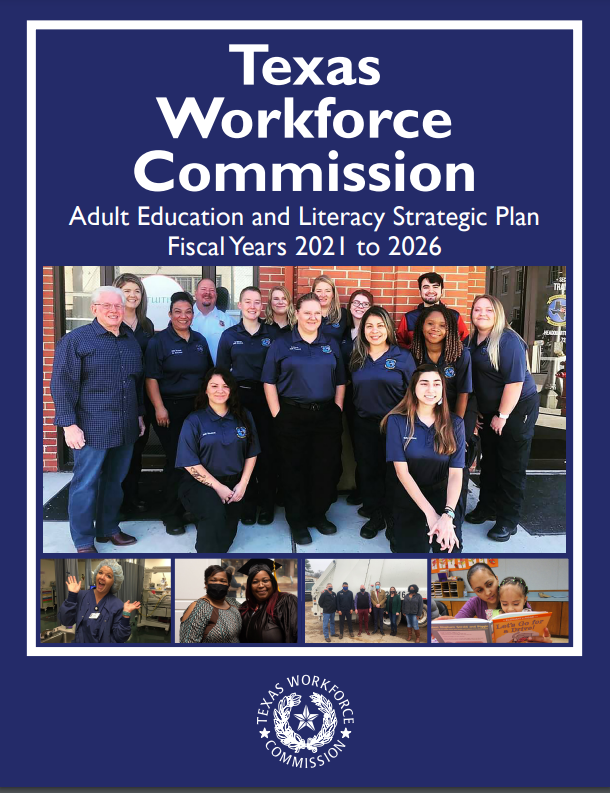 Texas
Workforce
Commission
Adult Education and Literacy Strategic Plan
Fiscal Years 2021 to 2026
Let's Go for
a Drive!
TEXAS WORKFORCE
COMMISSION